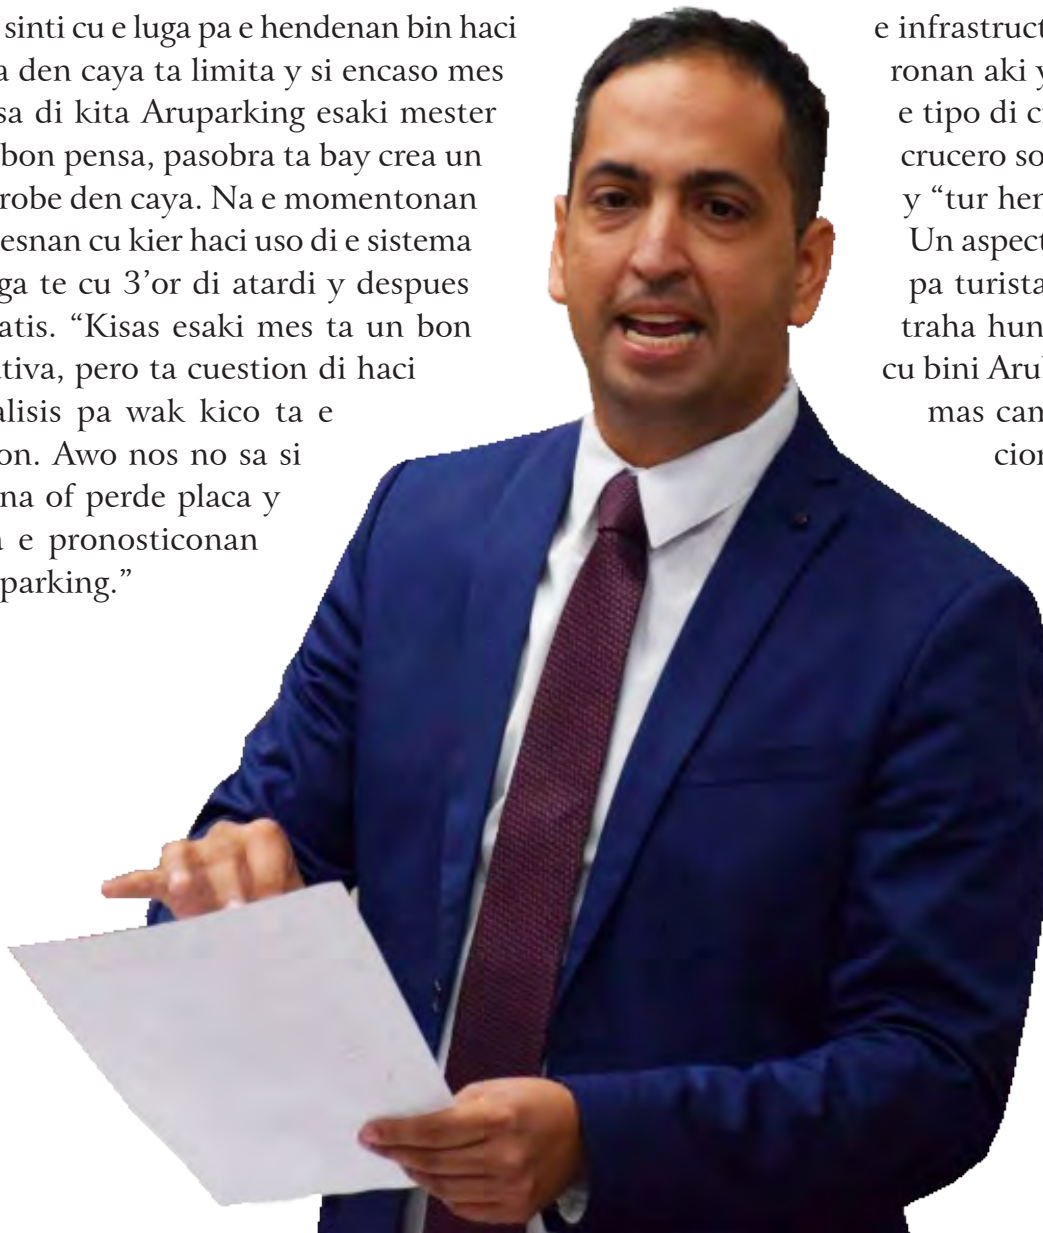 sinti cu e luga pa e hendenan bin haci
a den caya ta limita y si encaso mes
sa di kita Aruparking esaki mester
bon pensa, pasobra ta bay crea un
robe den caya. Na e momentonan
esnan cu kier haci uso di e sistema
ga te cu 3’or di atardi y despues
atis. “Kisas esaki mes ta un bon
ativa, pero ta cuestion di haci
alisis pa wak kico ta e
on. Awo nos no sa si
na of perde placa y
a e pronosticonan
parking.”
e infrastruct
ronan aki y
e tipo di c
crucero so
y “tur her
Un aspect
pa turista
traha hun
cu bini Aru
mas can
cion